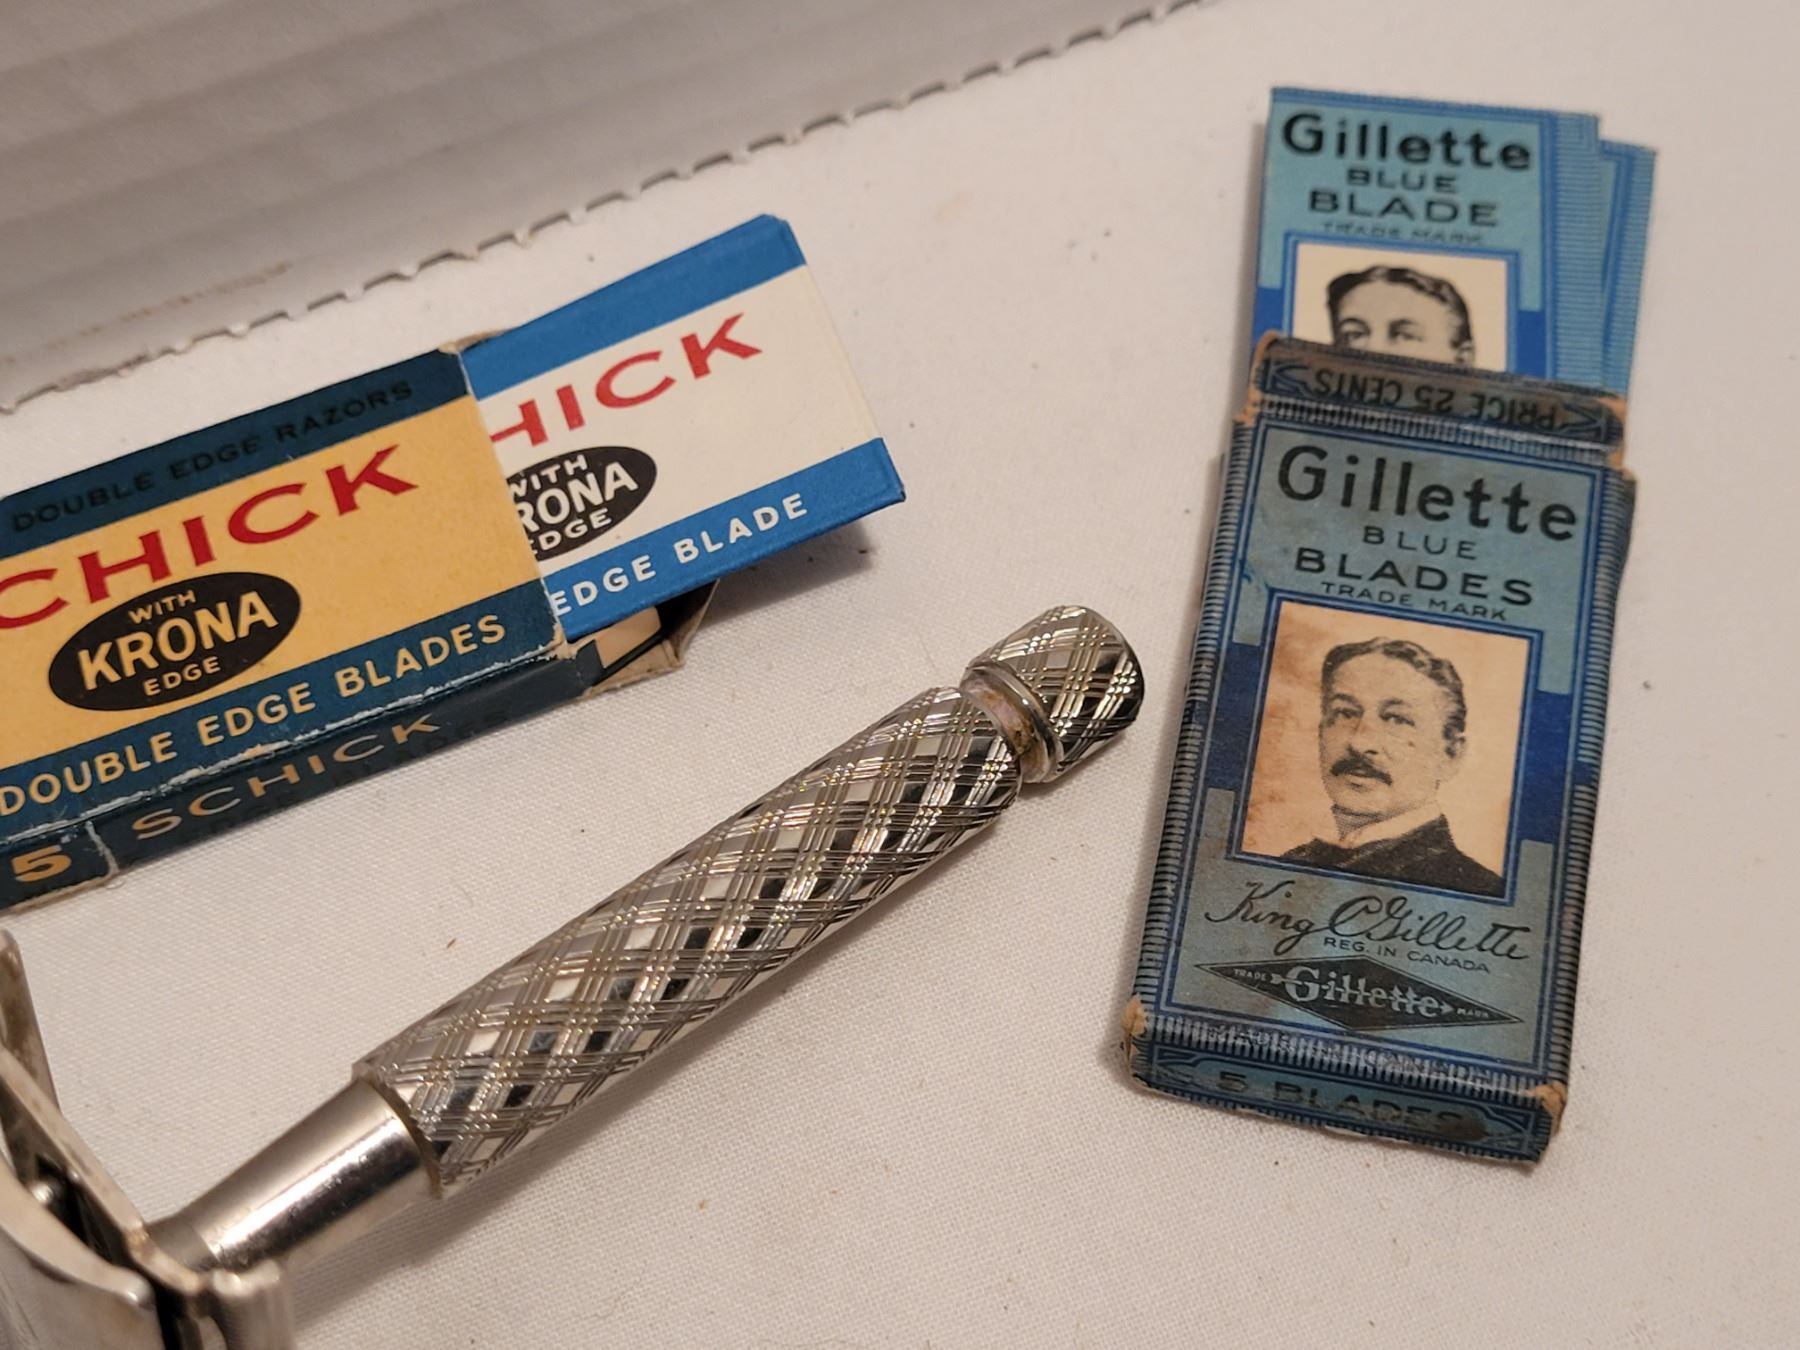 DOUBLE EDGE RAZORS
CHICK
WITH
KRONA
EDGE
DOUBLE EDGE BLADES
5 SCHICK
HICK
WITH
RONA
EDGE
EDGE BLADE
Gillette
BLUE
BLADE
TRADE MARK
PRICE 25 CENTS
Gillette
BLUE
BLADES
TRADE MARK
King C Gillette
REG. IN CANADA
TRADE Gillette MARK
5 BLADES